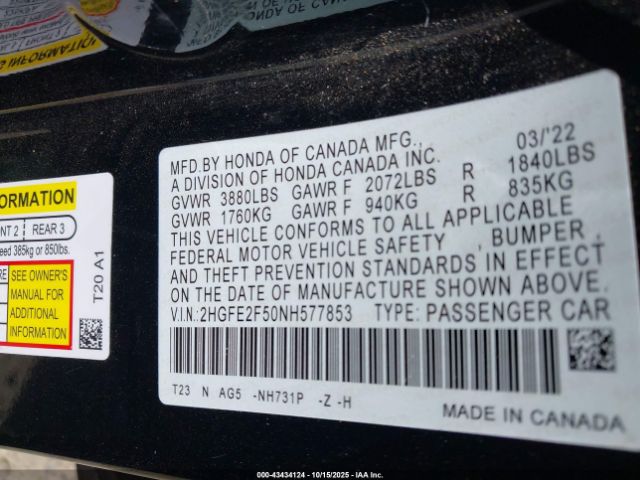 MFD.BY HONDA OF CANADA MFG., 03/'22
A DIVISION OF HONDA CANADA INC.
GVWR 3880LBS GAWR F 2072LBS R 1840LBS
GVWR 1760KG GAWR F 940KG R 835KG
THIS VEHICLE CONFORMS TO ALL APPLICABLE
FEDERAL MOTOR VEHICLE SAFETY , BUMPER ,
AND THEFT PREVENTION STANDARDS IN EFFECT
ON DATE OF MANUFACTURE SHOWN ABOVE.
V.I.N.: 2HGFE2F50NH577853 TYPE: PASSENGER CAR
T23 N AG5 -NH731P -Z -H
MADE IN CANADA
FORMATION
NT 2 REAR 3
eed 385kg or 850lbs.
RE SEE OWNER'S
MANUAL FOR
ADDITIONAL
INFORMATION
T20 A1
000-43434124 | 10/15/2025 - IAA Inc.